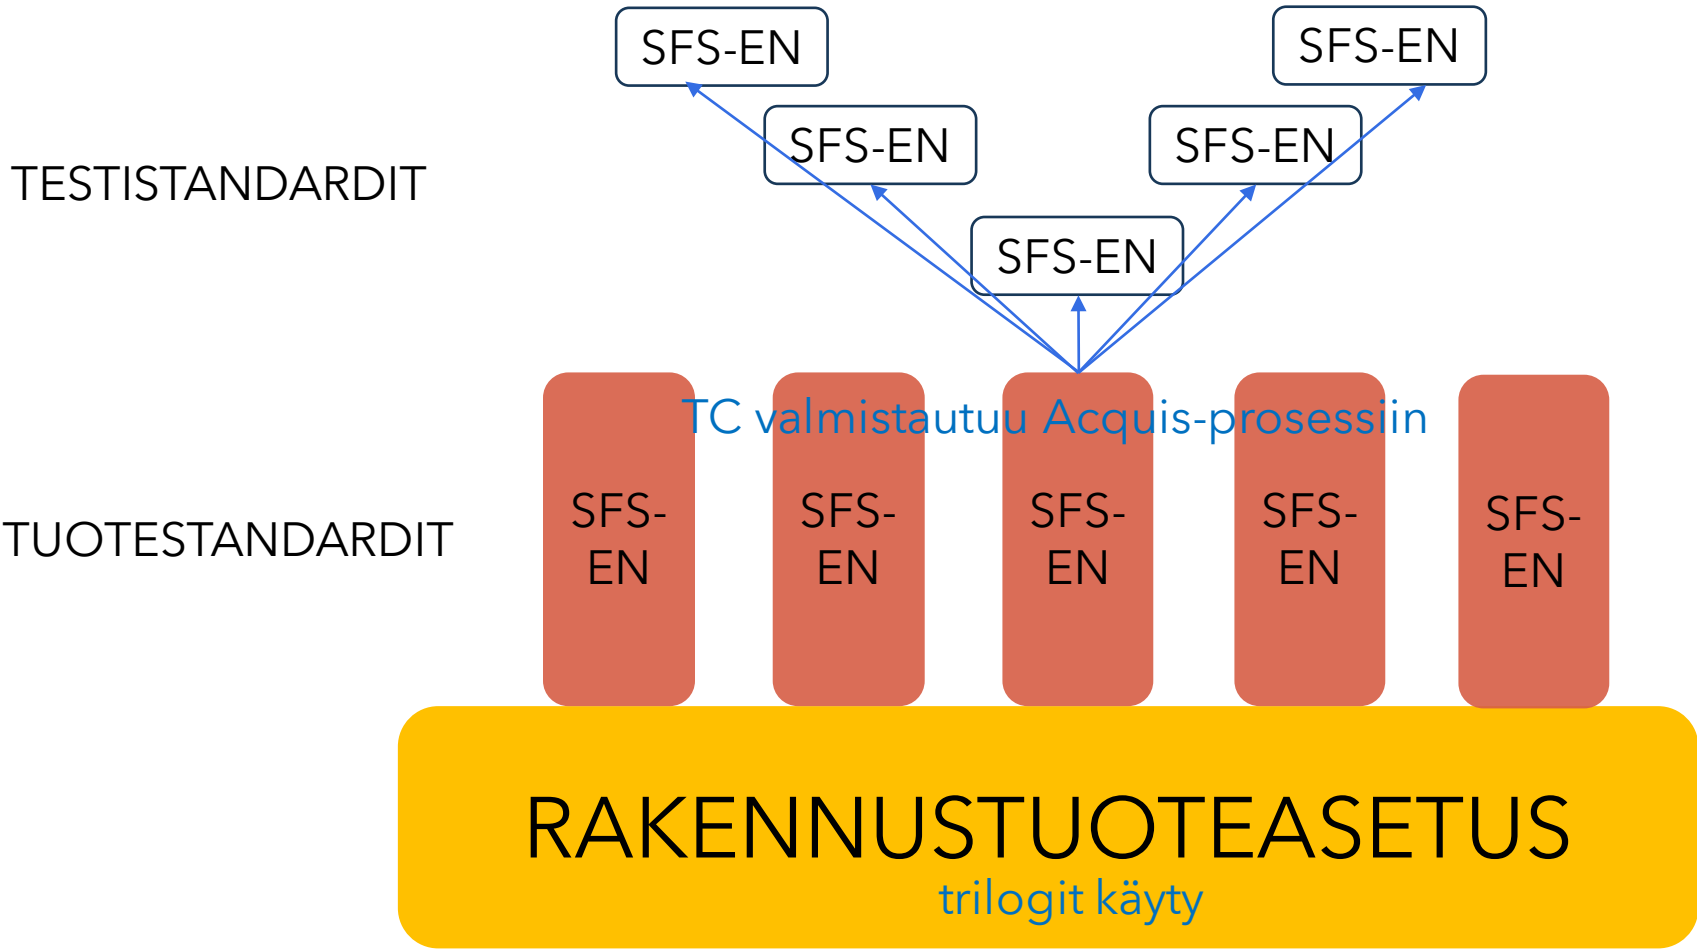 SFS-EN
SFS-EN
SFS-EN
SFS-EN
TESTISTANDARDIT
SFS-EN
TC valmistautuu Acquis-prosessiin
TUOTESTANDARDIT
SFS-
EN
SFS-
EN
SFS-
EN
SFS-
EN
SFS-
EN
RAKENNUSTUOTEASETUS
trilogit käyty